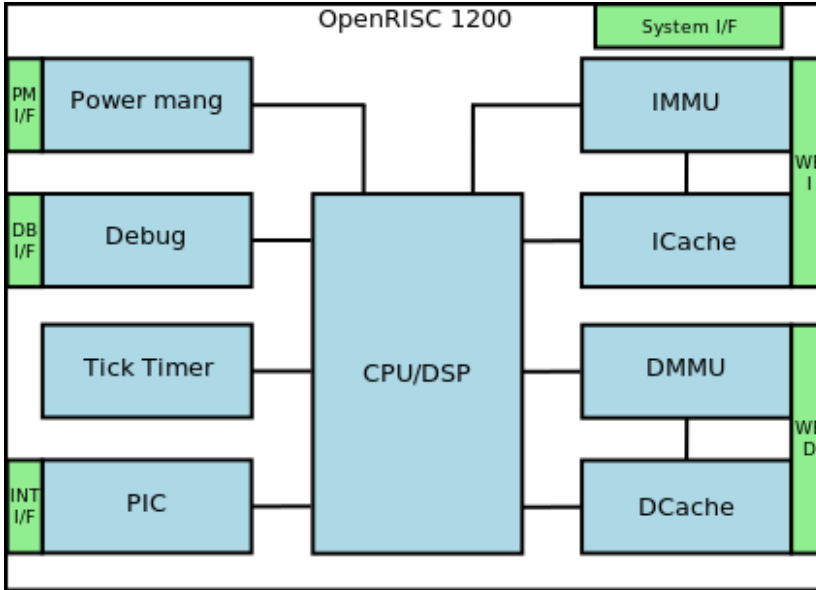 OpenRISC 1200
System I/F
PM
I/F
Power mang
IMMU
DB
I/F
Debug
ICache
I
Tick Timer
CPU/DSP
DMMU
INT
I/F
PIC
DCache
D